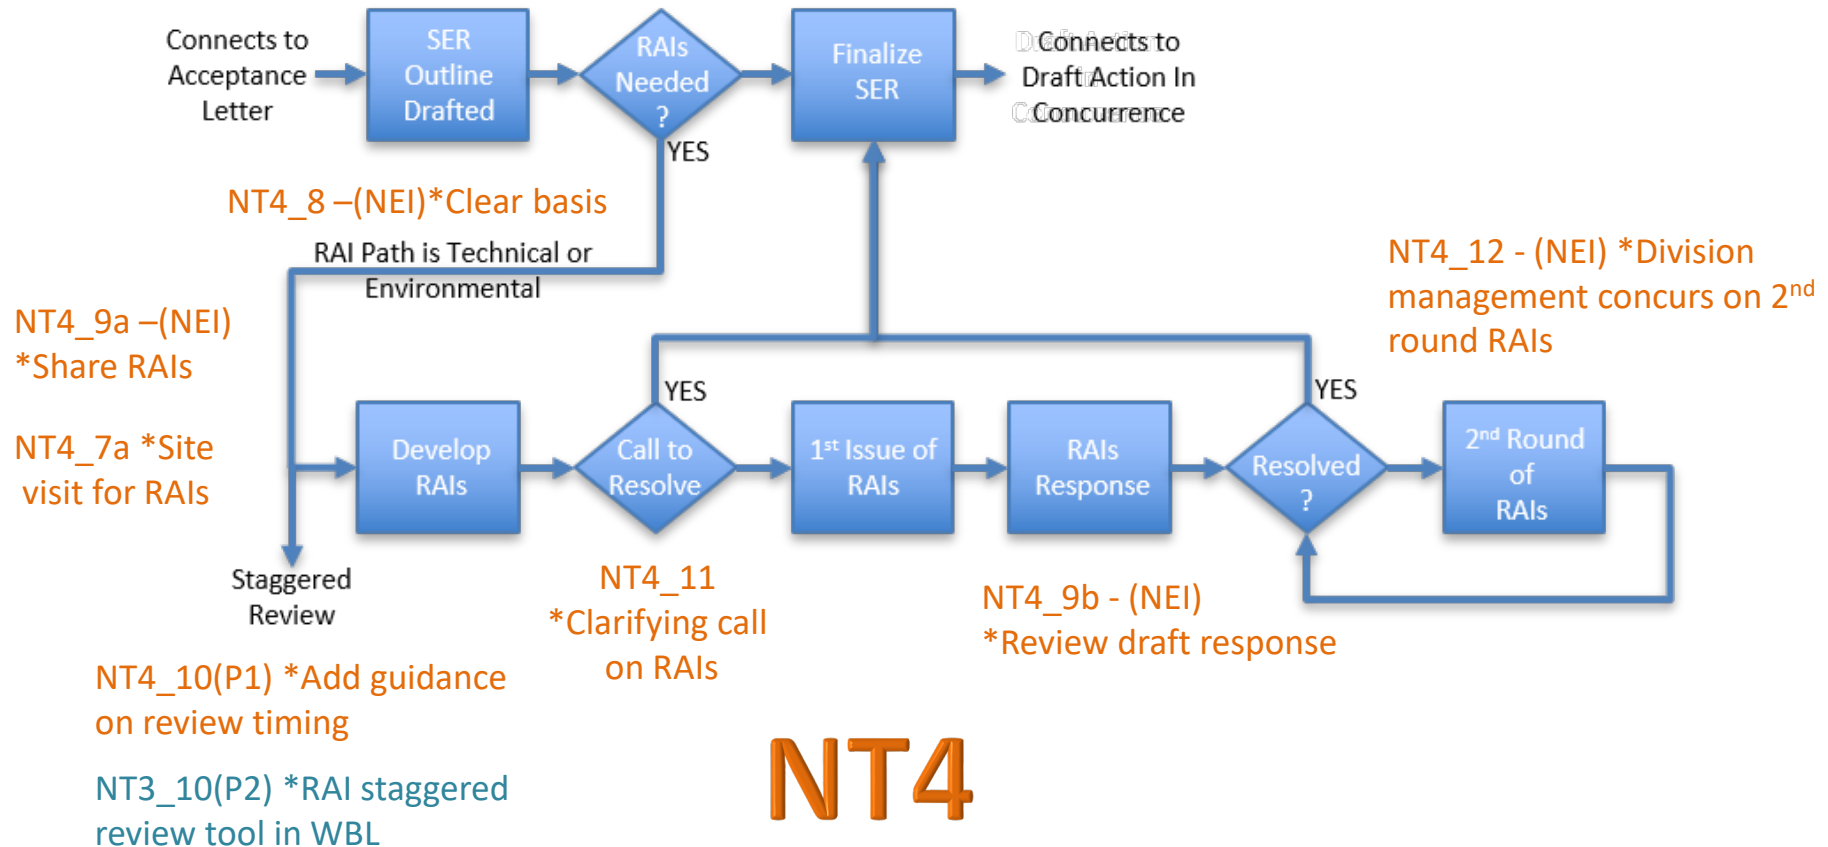 Connects to
Acceptance
Letter
SER
Outline
Drafted
RAIs
Needed
?
YES
Finalize
SER
Connects to
Draft Action In
Concurrence
NT4_8 –(NEI)*Clear basis
RAI Path is Technical or
Environmental
NT4_9a –(NEI)
*Share RAIs
NT4_7a *Site
visit for RAIs
NT4_12 - (NEI) *Division
management concurs on 2nd
round RAIs
Develop
RAIs
YES
Call to
Resolve
1st Issue of
RAIs
RAIs
Response
YES
Resolved
?
2nd Round
of
RAIs
Staggered
Review
NT4_11
*Clarifying call
on RAIs
NT4_9b - (NEI)
*Review draft response
NT4_10(P1) *Add guidance
on review timing
NT3_10(P2) *RAI staggered
review tool in WBL
NT4